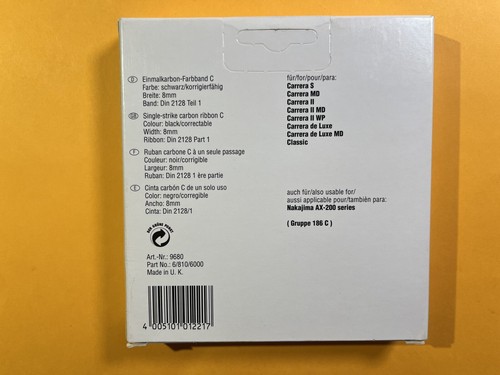 D Einmalkarbon-Farbband C
Farbe: schwarz/korrigierfähig
Breite: 8mm
Band: Din 2128 Teil 1
GB Single-strike carbon ribbon C
Colour: black/correctable
Width: 8mm
Ribbon: Din 2128 Part 1
F Ruban carbone C à un seule passage
Couleur: noir/corrigible
Largeur: 8mm
Ruban: Din 2128 1 ère partie
E Cinta carbón C de un solo uso
Color: negro/corregible
Ancho: 8mm
Cinta: Din 2128/1
DER GRÜNE PUNKT
Art.-Nr.: 9680
Part No.: 6/810/6000
Made in U. K.
4 005101 012217
für/for/pour/para:
Carrera S
Carrera MD
Carrera II
Carrera II MD
Carrera II WP
Carrera de Luxe
Carrera de Luxe MD
Classic
auch für/also usable for/
aussi applicable pour/también para:
Nakajima AX-200 series
( Gruppe 186 C )